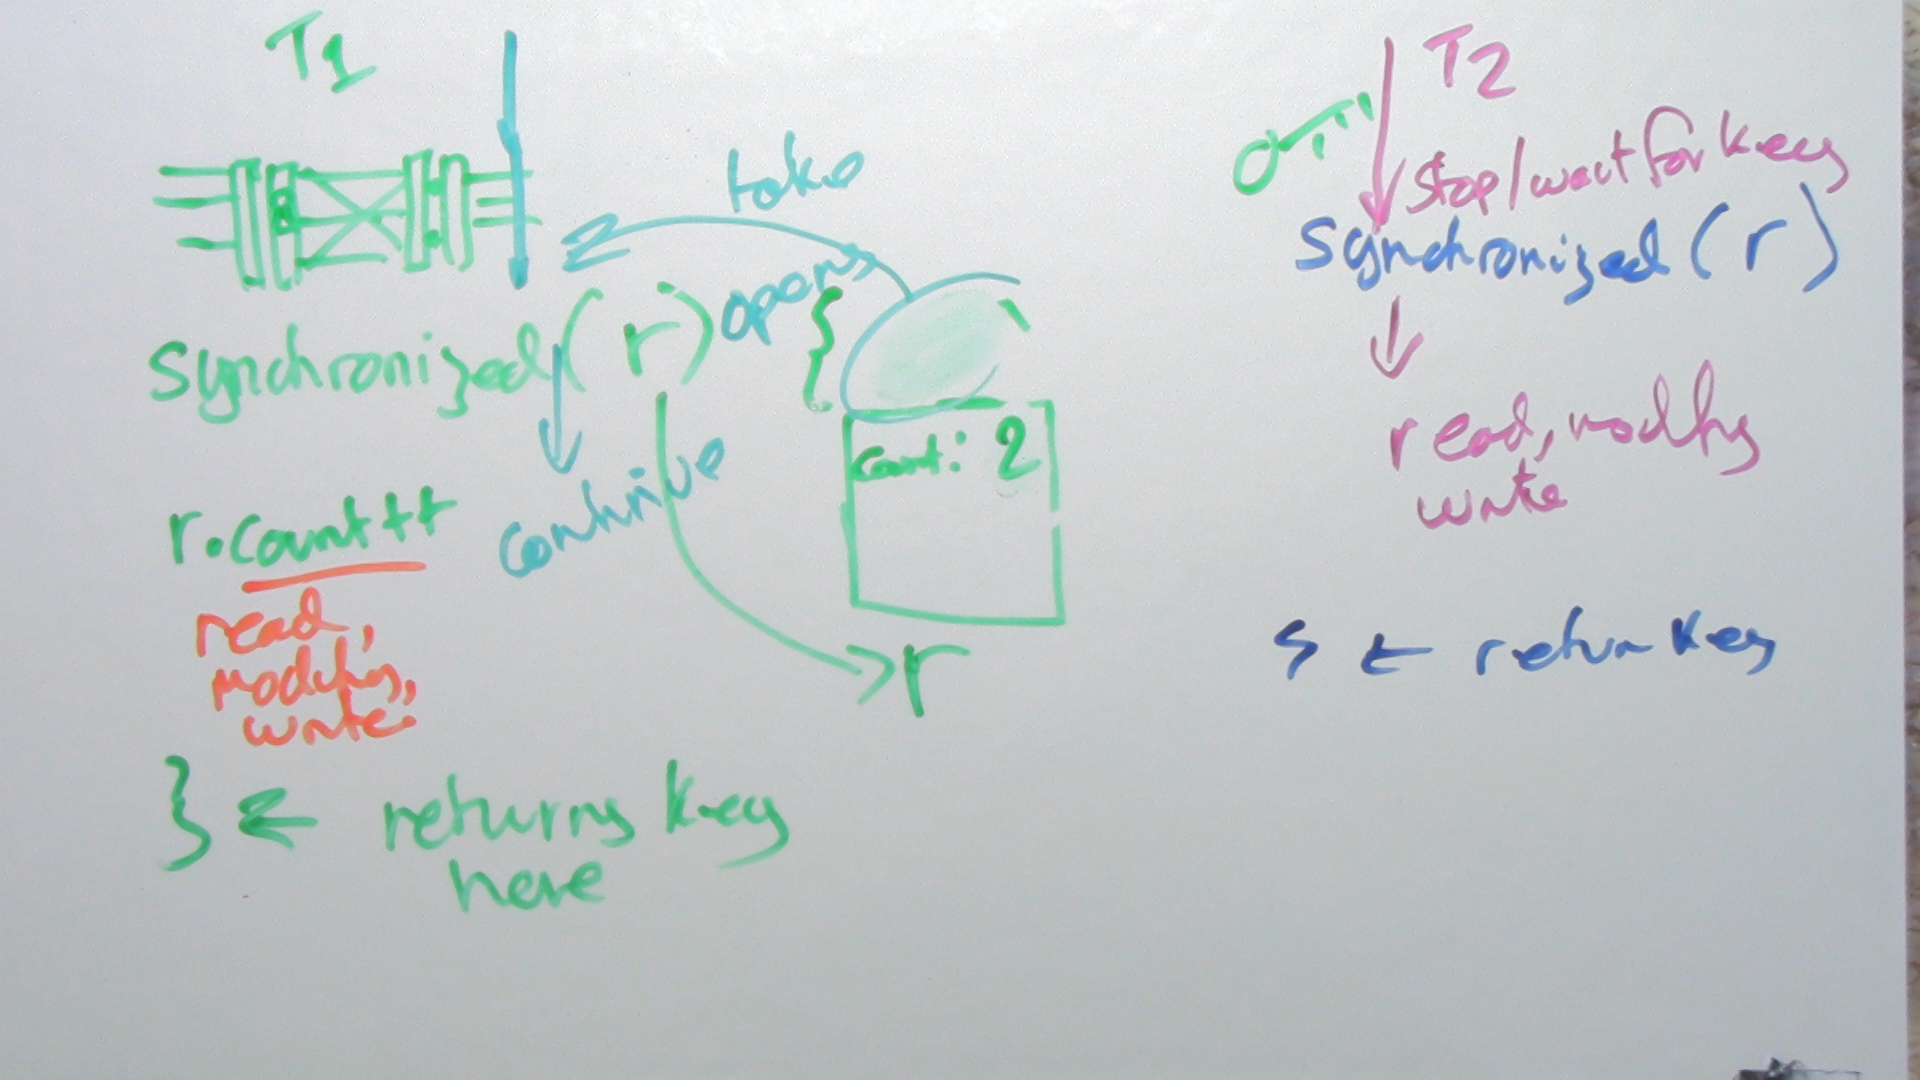 T1
take
synchronized(r) opens {
count: 2
continue
r.count++
read,
modify,
write.
r
} ← returns key
here
T2
stop/wait for key
synchronized(r)
read, modify
write
} ← return key